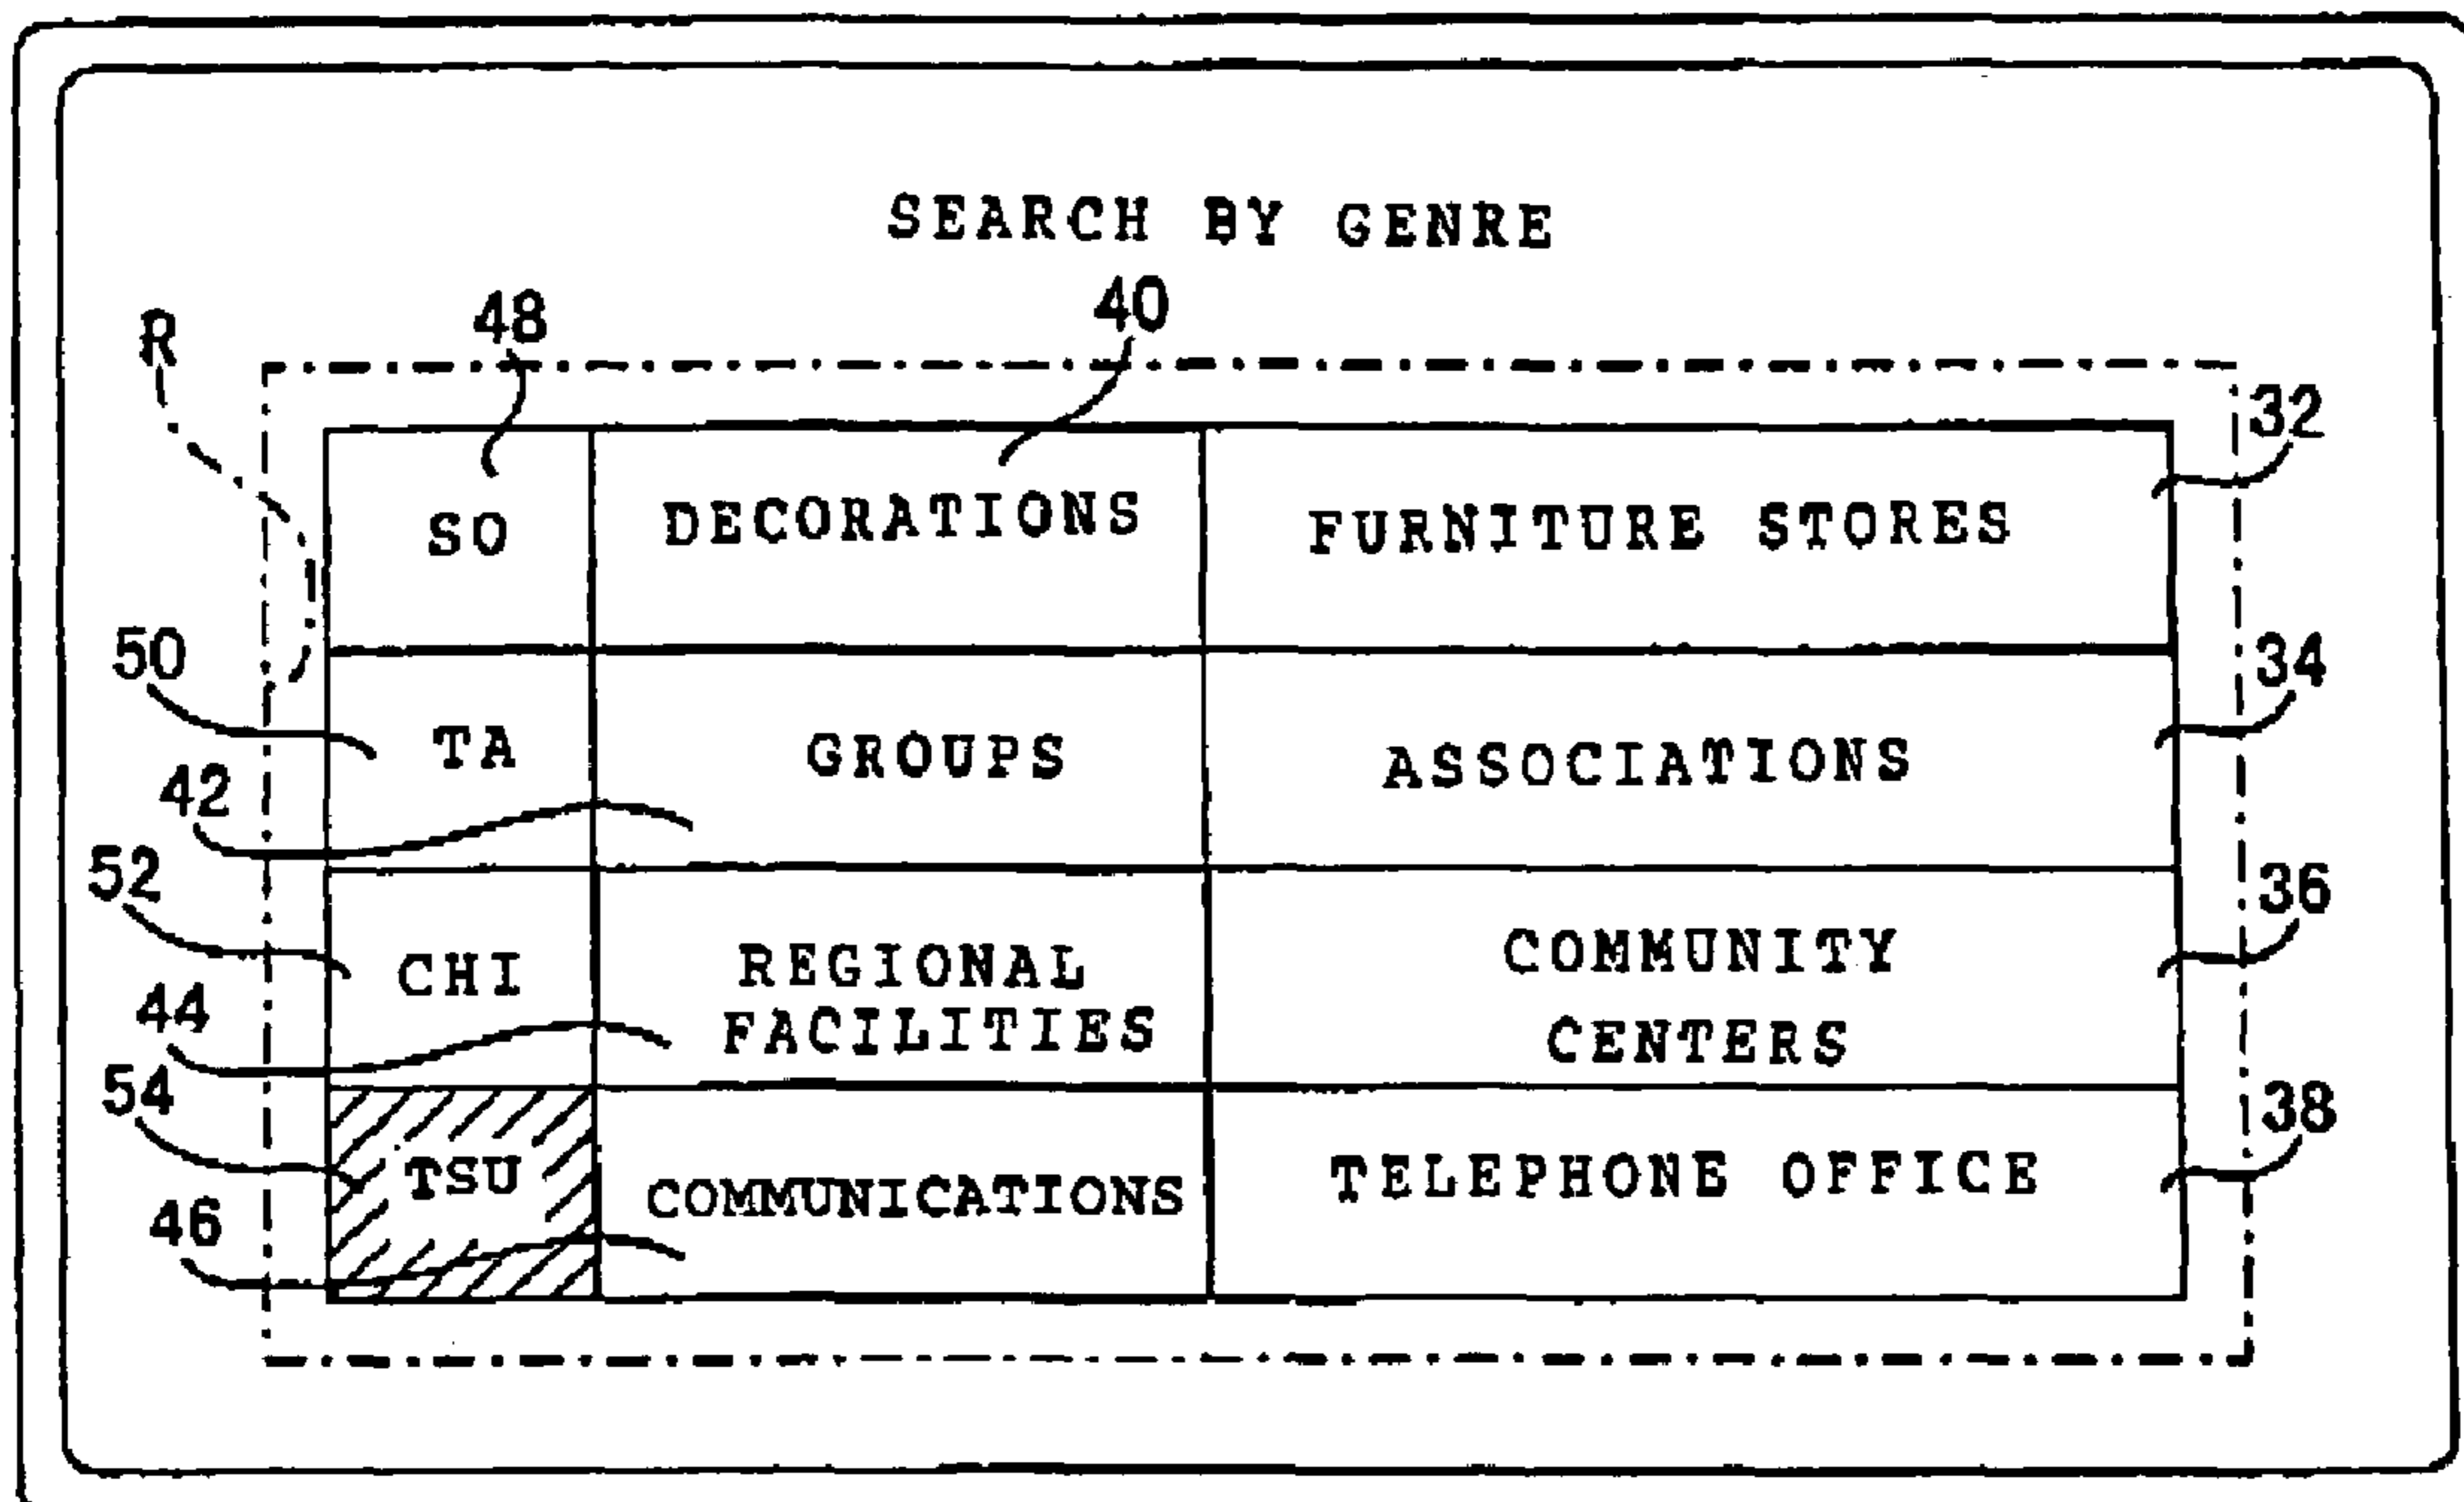 SEARCH BY GENRE
R
48
40
32
SO
DECORATIONS
FURNITURE STORES
50
34
TA
GROUPS
ASSOCIATIONS
42
52
36
CHI
REGIONAL
FACILITIES
COMMUNITY
CENTERS
44
54
38
TSU
COMMUNICATIONS
TELEPHONE OFFICE
46